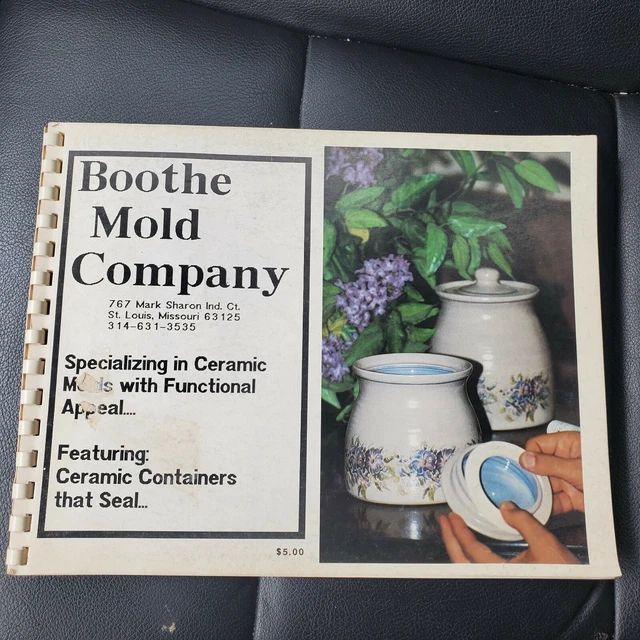 Boothe
Mold
Company
767 Mark Sharon Ind. Ct.
St. Louis, Missouri 63125
314-631-3535
Specializing in Ceramic
with Functional
Appeal....
Featuring:
Ceramic Containers
that Seal...
$5.00